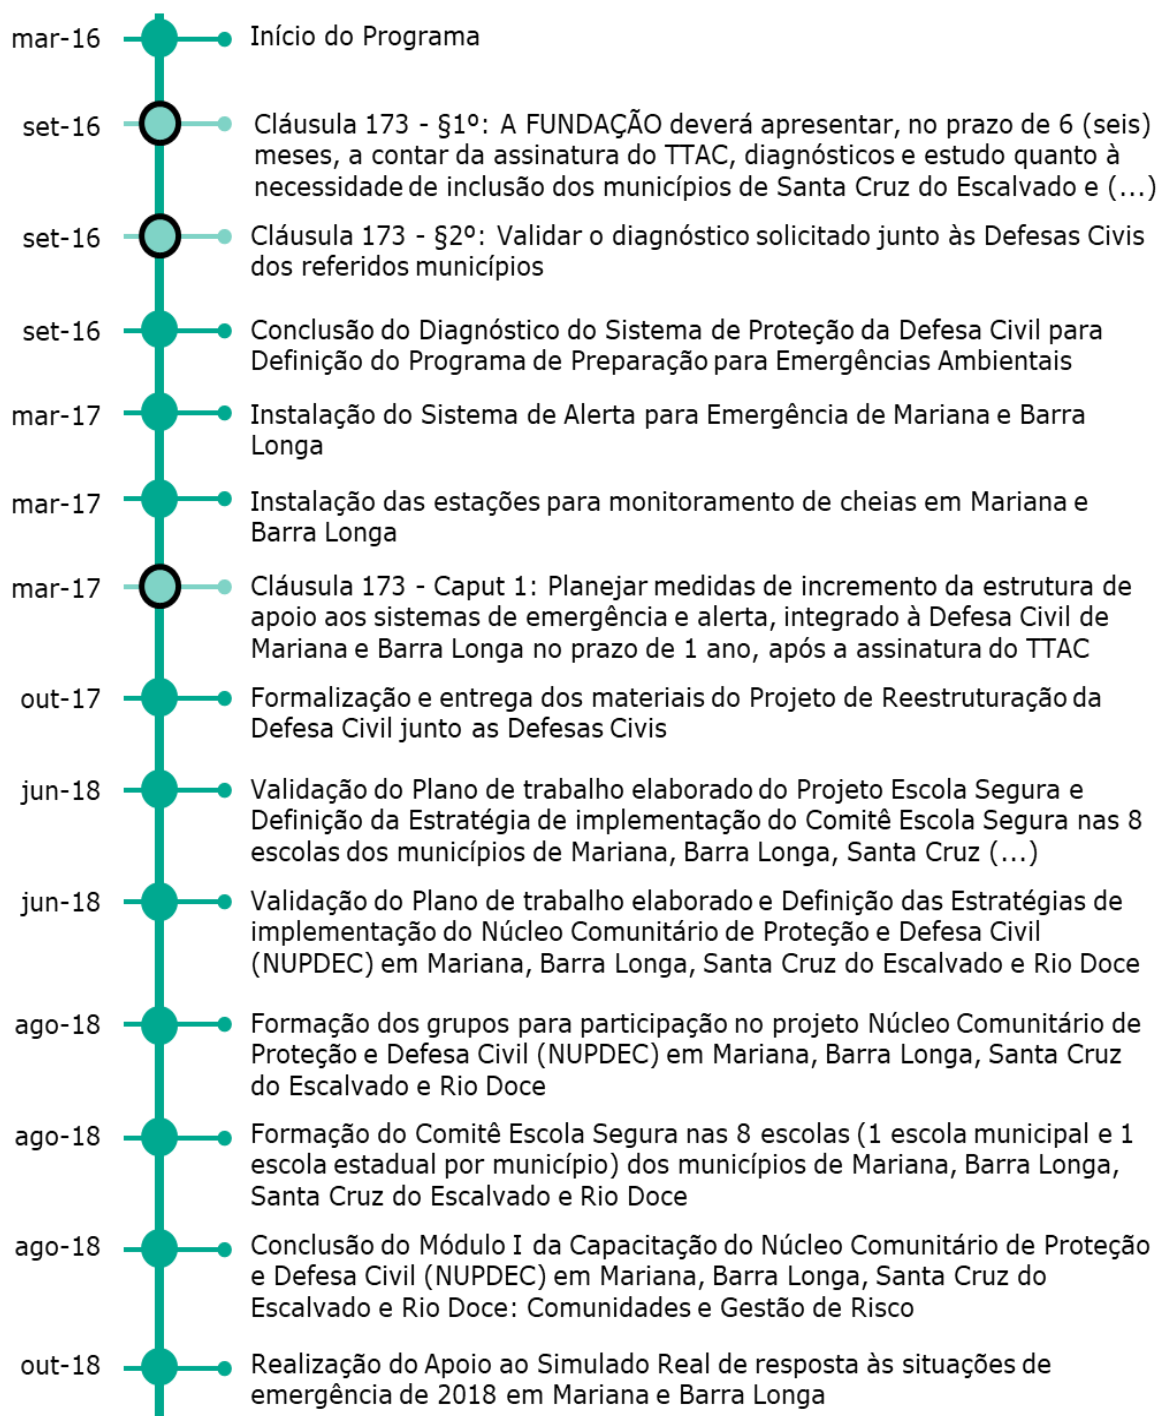 mar-16 Início do Programa
set-16 Cláusula 173 - §1º: A FUNDAÇÃO deverá apresentar, no prazo de 6 (seis)
meses, a contar da assinatura do TTAC, diagnósticos e estudo quanto à
necessidade de inclusão dos municípios de Santa Cruz do Escalvado e (...)
set-16 Cláusula 173 - §2º: Validar o diagnóstico solicitado junto às Defesas Civis
dos referidos municípios
set-16 Conclusão do Diagnóstico do Sistema de Proteção da Defesa Civil para
Definição do Programa de Preparação para Emergências Ambientais
mar-17 Instalação do Sistema de Alerta para Emergência de Mariana e Barra
Longa
mar-17 Instalação das estações para monitoramento de cheias em Mariana e
Barra Longa
mar-17 Cláusula 173 - Caput 1: Planejar medidas de incremento da estrutura de
apoio aos sistemas de emergência e alerta, integrado à Defesa Civil de
Mariana e Barra Longa no prazo de 1 ano, após a assinatura do TTAC
out-17 Formalização e entrega dos materiais do Projeto de Reestruturação da
Defesa Civil junto as Defesas Civis
jun-18 Validação do Plano de trabalho elaborado do Projeto Escola Segura e
Definição da Estratégia de implementação do Comitê Escola Segura nas 8
escolas dos municípios de Mariana, Barra Longa, Santa Cruz (...)
jun-18 Validação do Plano de trabalho elaborado e Definição das Estratégias de
implementação do Núcleo Comunitário de Proteção e Defesa Civil
(NUPDEC) em Mariana, Barra Longa, Santa Cruz do Escalvado e Rio Doce
ago-18 Formação dos grupos para participação no projeto Núcleo Comunitário de
Proteção e Defesa Civil (NUPDEC) em Mariana, Barra Longa, Santa Cruz
do Escalvado e Rio Doce
ago-18 Formação do Comitê Escola Segura nas 8 escolas (1 escola municipal e 1
escola estadual por município) dos municípios de Mariana, Barra Longa,
Santa Cruz do Escalvado e Rio Doce
ago-18 Conclusão do Módulo I da Capacitação do Núcleo Comunitário de Proteção
e Defesa Civil (NUPDEC) em Mariana, Barra Longa, Santa Cruz do
Escalvado e Rio Doce: Comunidades e Gestão de Risco
out-18 Realização do Apoio ao Simulado Real de resposta às situações de
emergência de 2018 em Mariana e Barra Longa